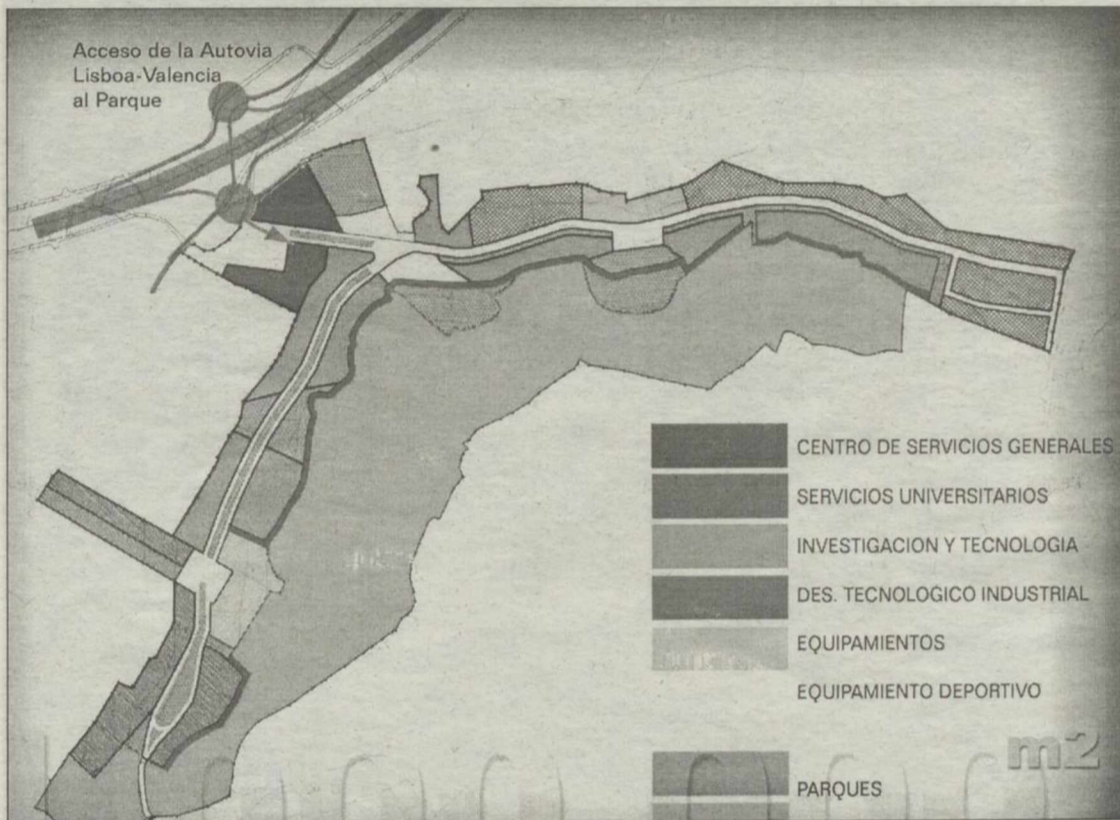 Acceso de la Autovia
Lisboa-Valencia
al Parque
CENTRO DE SERVICIOS GENERALES
SERVICIOS UNIVERSITARIOS
INVESTIGACION Y TECNOLOGIA
DES. TECNOLOGICO INDUSTRIAL
EQUIPAMIENTOS
EQUIPAMIENTO DEPORTIVO
m2
PARQUES